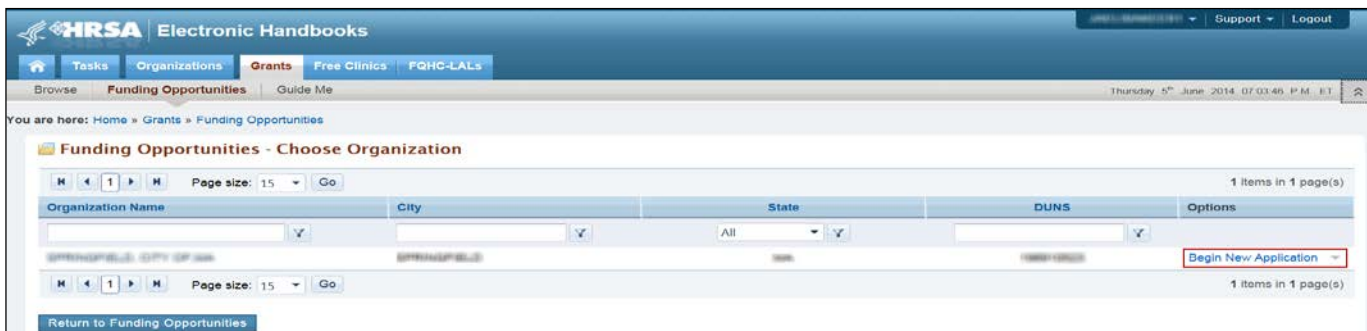 HRSA Electronic Handbooks
Support Logout
Tasks Organizations Grants Free Clinics FQHC-LALs
Browse Funding Opportunities Guide Me Thursday 5th June 2014 07:03:46 P.M. ET
You are here: Home » Grants » Funding Opportunities
Funding Opportunities - Choose Organization
1 Page size: 15 Go 1 items in 1 page(s)
Organization Name City State DUNS Options
All
Begin New Application
1 Page size: 15 Go 1 items in 1 page(s)
Return to Funding Opportunities